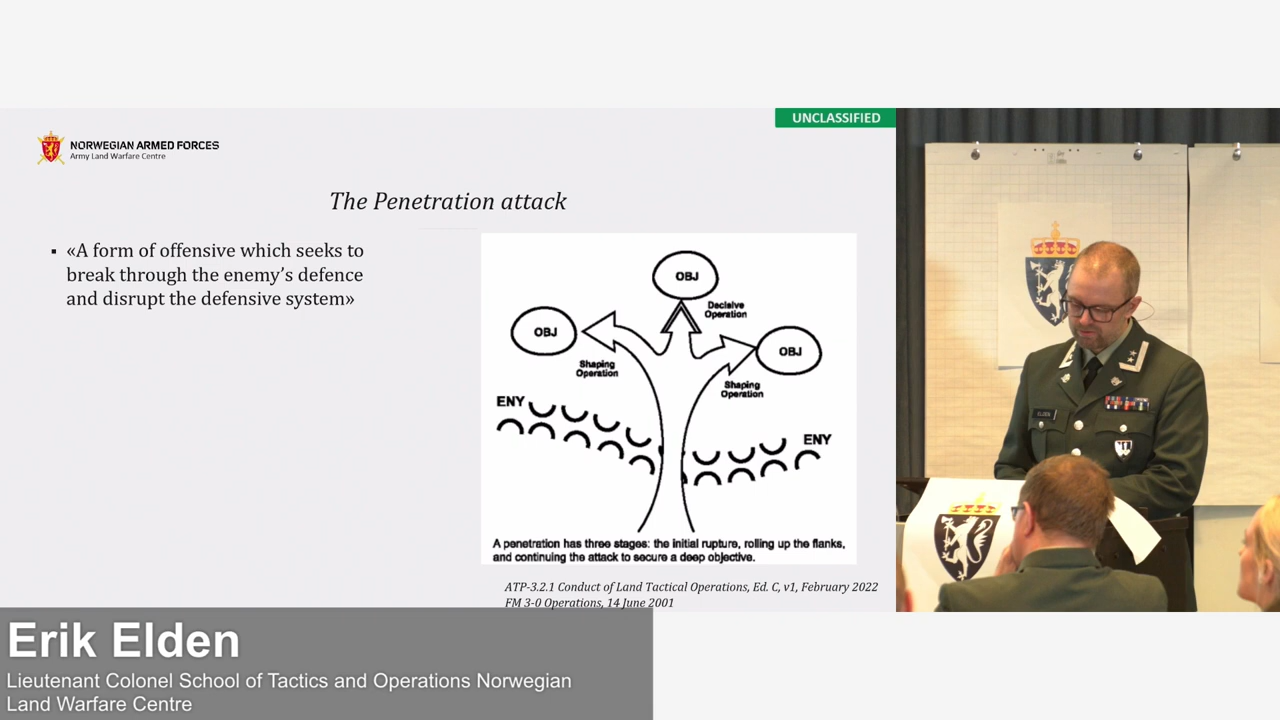 UNCLASSIFIED
NORWEGIAN ARMED FORCES
Army Land Warfare Centre
The Penetration attack
▪ «A form of offensive which seeks to
break through the enemy’s defence
and disrupt the defensive system»
OBJ
Decisive
Operation
OBJ
OBJ
Shaping
Operation
Shaping
Operation
ENY
ENY
A penetration has three stages: the initial rupture, rolling up the flanks,
and continuing the attack to secure a deep objective.
ATP-3.2.1 Conduct of Land Tactical Operations, Ed. C, v1, February 2022
FM 3-0 Operations, 14 June 2001
ELDEN
Erik Elden
Lieutenant Colonel School of Tactics and Operations Norwegian
Land Warfare Centre